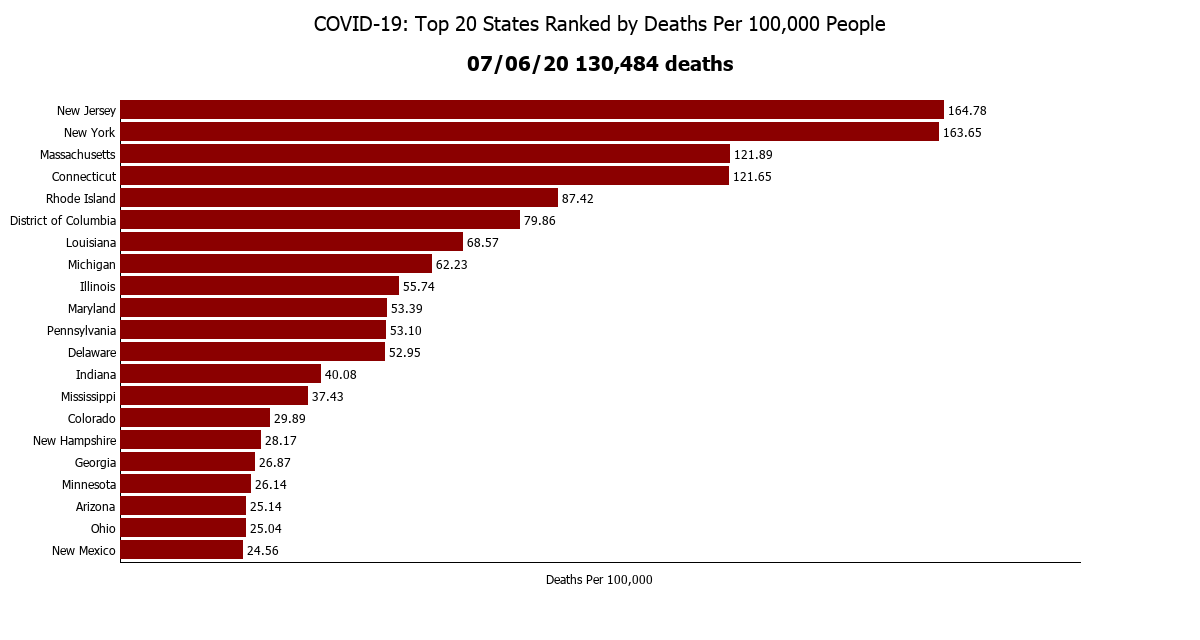 COVID-19: Top 20 States Ranked by Deaths Per 100,000 People
07/06/20 130,484 deaths
New Jersey 164.78
New York 163.65
Massachusetts 121.89
Connecticut 121.65
Rhode Island 87.42
District of Columbia 79.86
Louisiana 68.57
Michigan 62.23
Illinois 55.74
Maryland 53.39
Pennsylvania 53.10
Delaware 52.95
Indiana 40.08
Mississippi 37.43
Colorado 29.89
New Hampshire 28.17
Georgia 26.87
Minnesota 26.14
Arizona 25.14
Ohio 25.04
New Mexico 24.56
Deaths Per 100,000